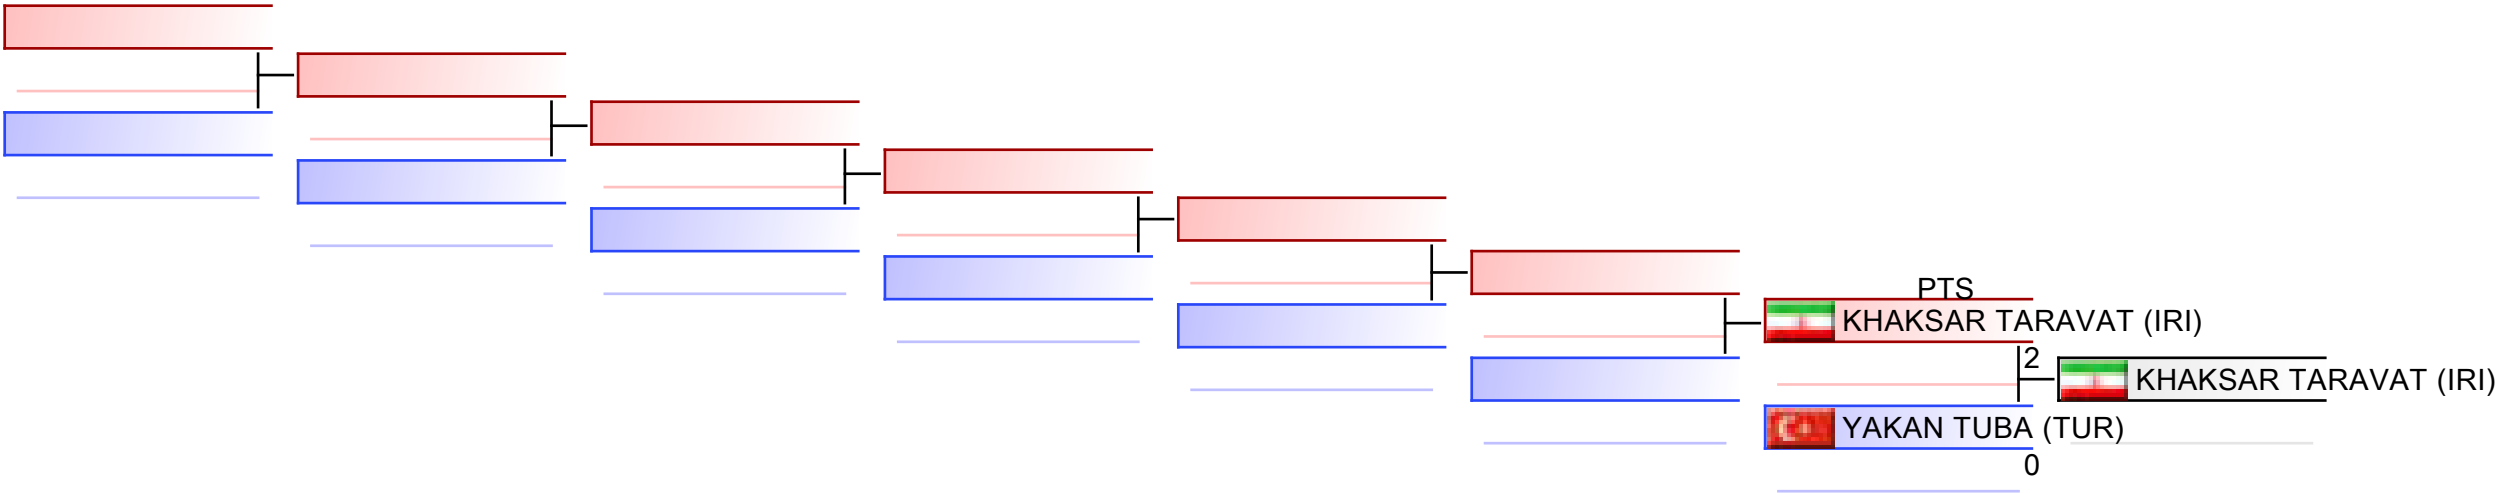 PTS
KHAKSAR TARAVAT (IRI)
2
KHAKSAR TARAVAT (IRI)
YAKAN TUBA (TUR)
0